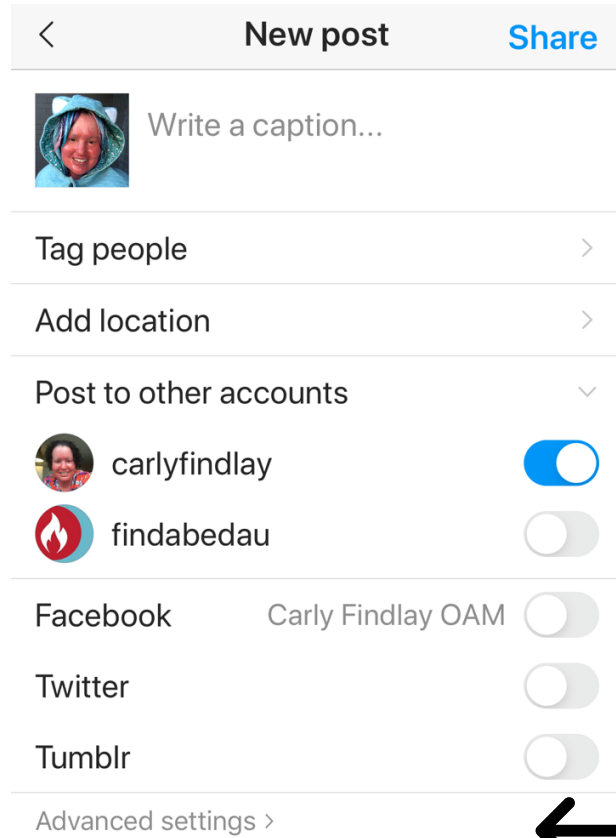 New post Share
Write a caption...
Tag people
Add location
Post to other accounts
carlyfindlay
findabedau
Facebook Carly Findlay OAM
Twitter
Tumblr
Advanced settings